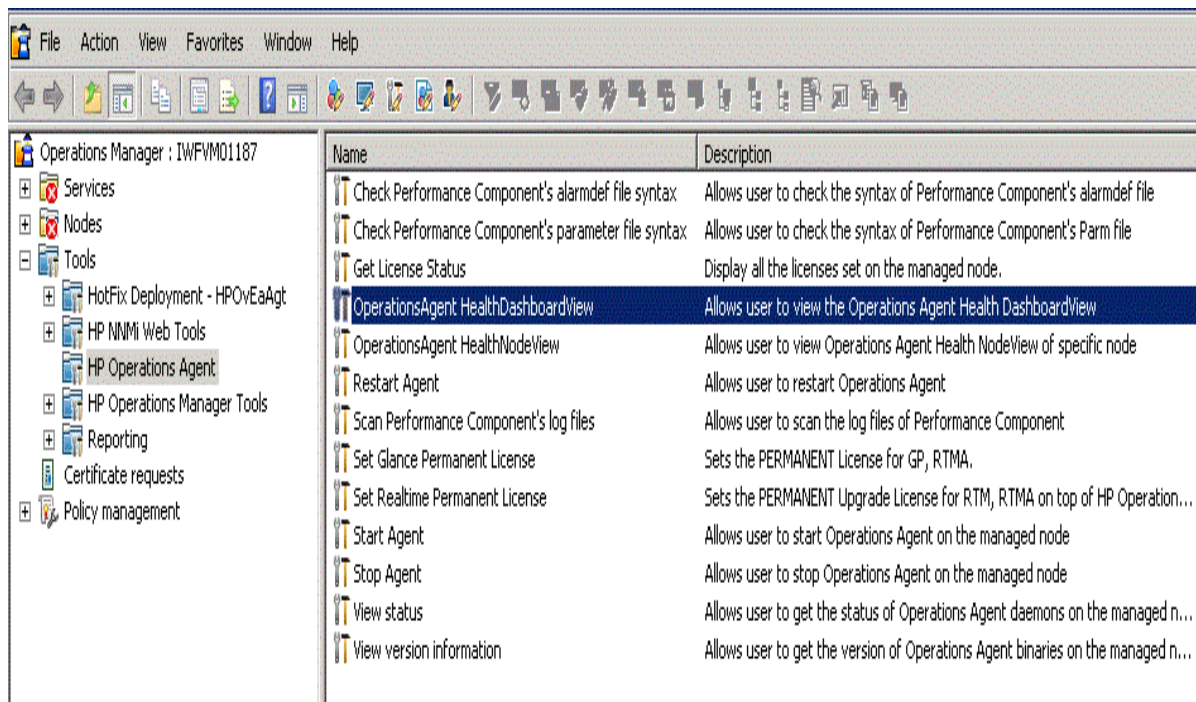 File Action View Favorites Window Help
Operations Manager : IWFVM01187
Services
Nodes
Tools
HotFix Deployment - HPOvEaAgt
HP NNMi Web Tools
HP Operations Agent
HP Operations Manager Tools
Reporting
Certificate requests
Policy management
Name Description
Check Performance Component's alarmdef file syntax Allows user to check the syntax of Performance Component's alarmdef file
Check Performance Component's parameter file syntax Allows user to check the syntax of Performance Component's Parm file
Get License Status Display all the licenses set on the managed node.
OperationsAgent HealthDashboardView Allows user to view the Operations Agent Health DashboardView
OperationsAgent HealthNodeView Allows user to view Operations Agent Health NodeView of specific node
Restart Agent Allows user to restart Operations Agent
Scan Performance Component's log files Allows user to scan the log files of Performance Component
Set Glance Permanent License Sets the PERMANENT License for GP, RTMA.
Set Realtime Permanent License Sets the PERMANENT Upgrade License for RTM, RTMA on top of HP Operation...
Start Agent Allows user to start Operations Agent on the managed node
Stop Agent Allows user to stop Operations Agent on the managed node
View status Allows user to get the status of Operations Agent daemons on the managed n...
View version information Allows user to get the version of Operations Agent binaries on the managed n...